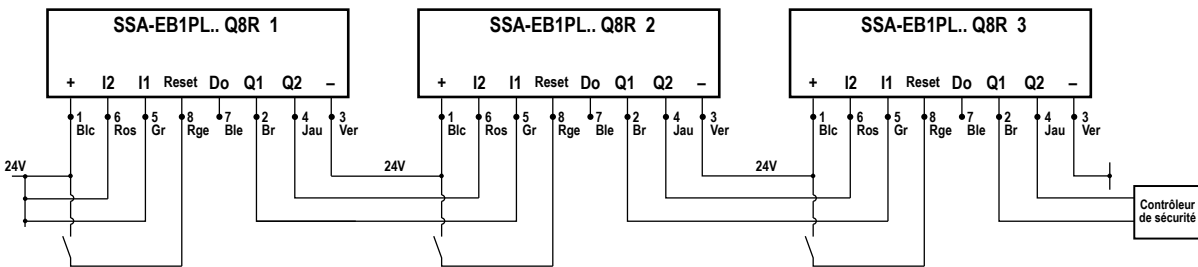 SSA-EB1PL.. Q8R 1
+ I2 I1 Reset Do Q1 Q2 –
1 Blc 6 Ros 5 Gr 8 Rge 7 Ble 2 Br 4 Jau 3 Ver
24V
SSA-EB1PL.. Q8R 2
+ I2 I1 Reset Do Q1 Q2 –
1 Blc 6 Ros 5 Gr 8 Rge 7 Ble 2 Br 4 Jau 3 Ver
24V
SSA-EB1PL.. Q8R 3
+ I2 I1 Reset Do Q1 Q2 –
1 Blc 6 Ros 5 Gr 8 Rge 7 Ble 2 Br 4 Jau 3 Ver
24V
Contrôleur
de sécurité